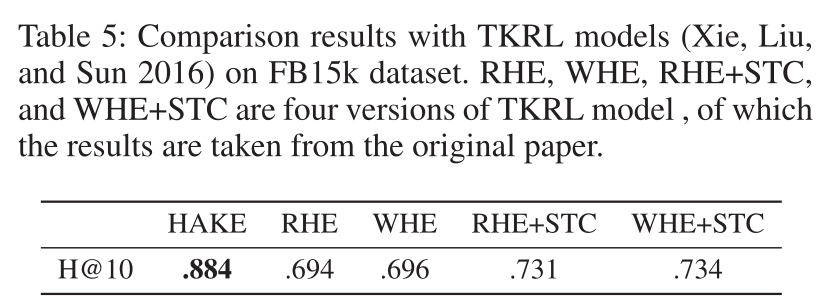 Table 5: Comparison results with TKRL models (Xie, Liu,
and Sun 2016) on FB15k dataset. RHE, WHE, RHE+STC,
and WHE+STC are four versions of TKRL model , of which
the results are taken from the original paper.
HAKE RHE WHE RHE+STC WHE+STC
H@10 .884 .694 .696 .731 .734